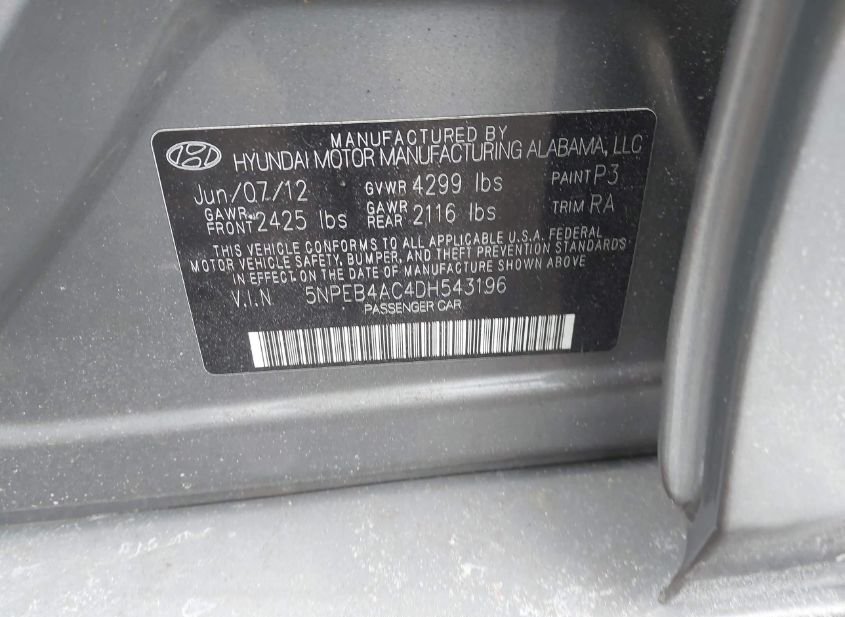 MANUFACTURED BY
HYUNDAI MOTOR MANUFACTURING ALABAMA, LLC
Jun/07/12 GVWR 4299 lbs PAINT P3
GAWR FRONT 2425 lbs GAWR REAR 2116 lbs TRIM RA
THIS VEHICLE CONFORMS TO ALL APPLICABLE U.S.A. FEDERAL
MOTOR VEHICLE SAFETY, BUMPER, AND THEFT PREVENTION STANDARDS
IN EFFECT ON THE DATE OF MANUFACTURE SHOWN ABOVE
V.I.N 5NPEB4AC4DH543196
PASSENGER CAR